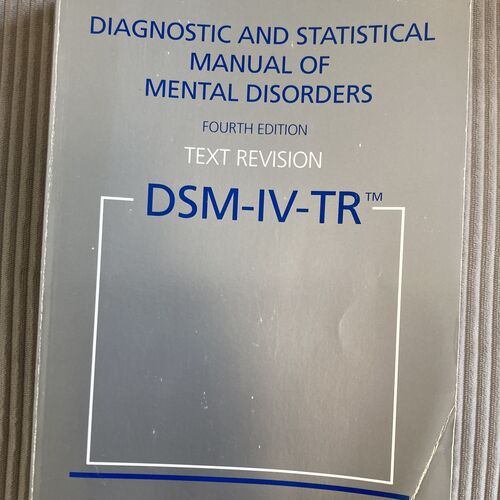 DIAGNOSTIC AND STATISTICAL
MANUAL OF
MENTAL DISORDERS
FOURTH EDITION
TEXT REVISION
DSM-IV-TR™